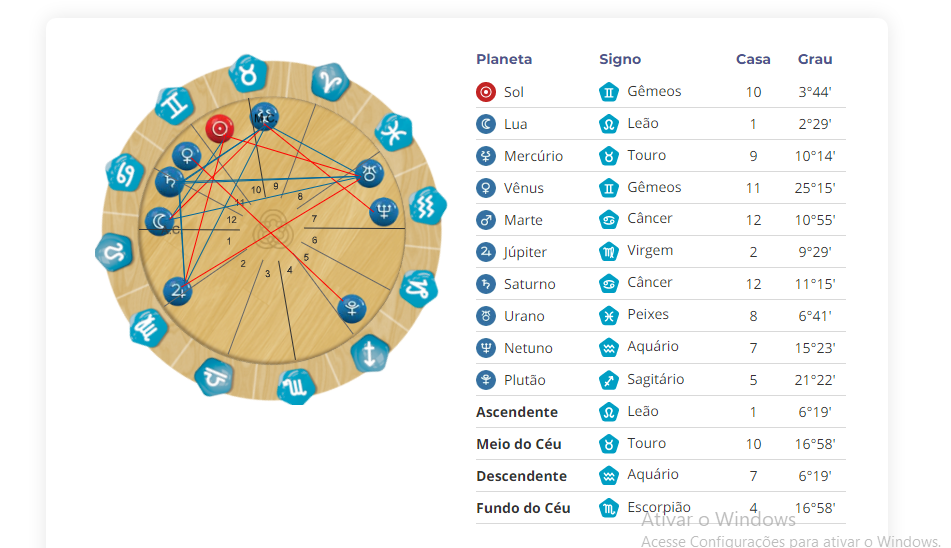 Planeta Signo Casa Grau
Sol Gêmeos 10 3°44'
Lua Leão 1 2°29'
Mercúrio Touro 9 10°14'
Vênus Gêmeos 11 25°15'
Marte Câncer 12 10°55'
Júpiter Virgem 2 9°29'
Saturno Câncer 12 11°15'
Urano Peixes 8 6°41'
Netuno Aquário 7 15°23'
Plutão Sagitário 5 21°22'
Ascendente Leão 1 6°19'
Meio do Céu Touro 10 16°58'
Descendente Aquário 7 6°19'
Fundo do Céu Escorpião 4 16°58'
M.C.
10 9
11 8
12 7
1 6
2 3 4 5
Ativar o Windows
Acesse Configurações para ativar o Windows.